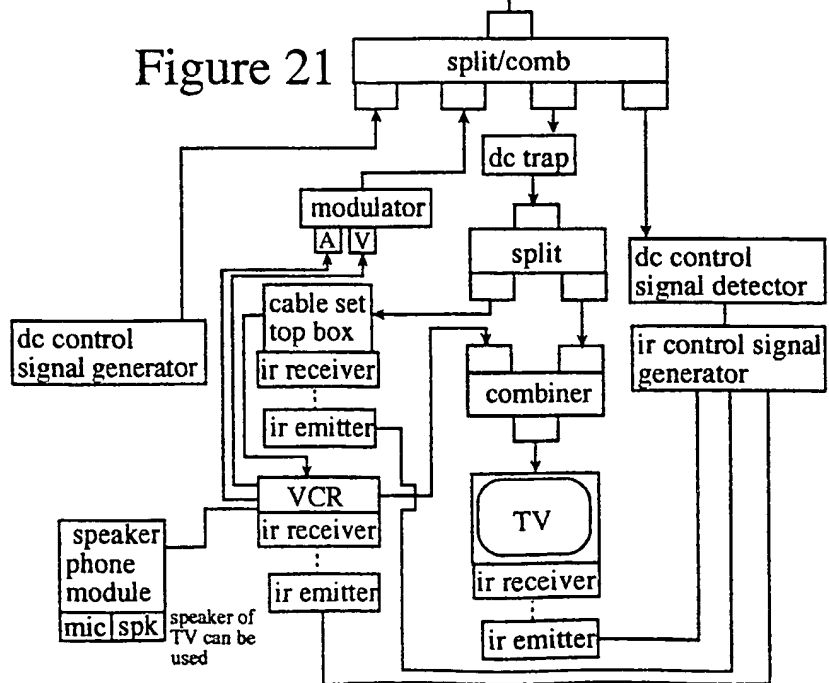 Figure 21
split/comb
dc trap
modulator
A V
split
dc control
signal detector
cable set
top box
ir receiver
dc control
signal generator
ir control signal
generator
combiner
ir emitter
VCR
ir receiver
TV
speaker
phone
module
mic spk
ir emitter
speaker of
TV can be
used
ir receiver
ir emitter